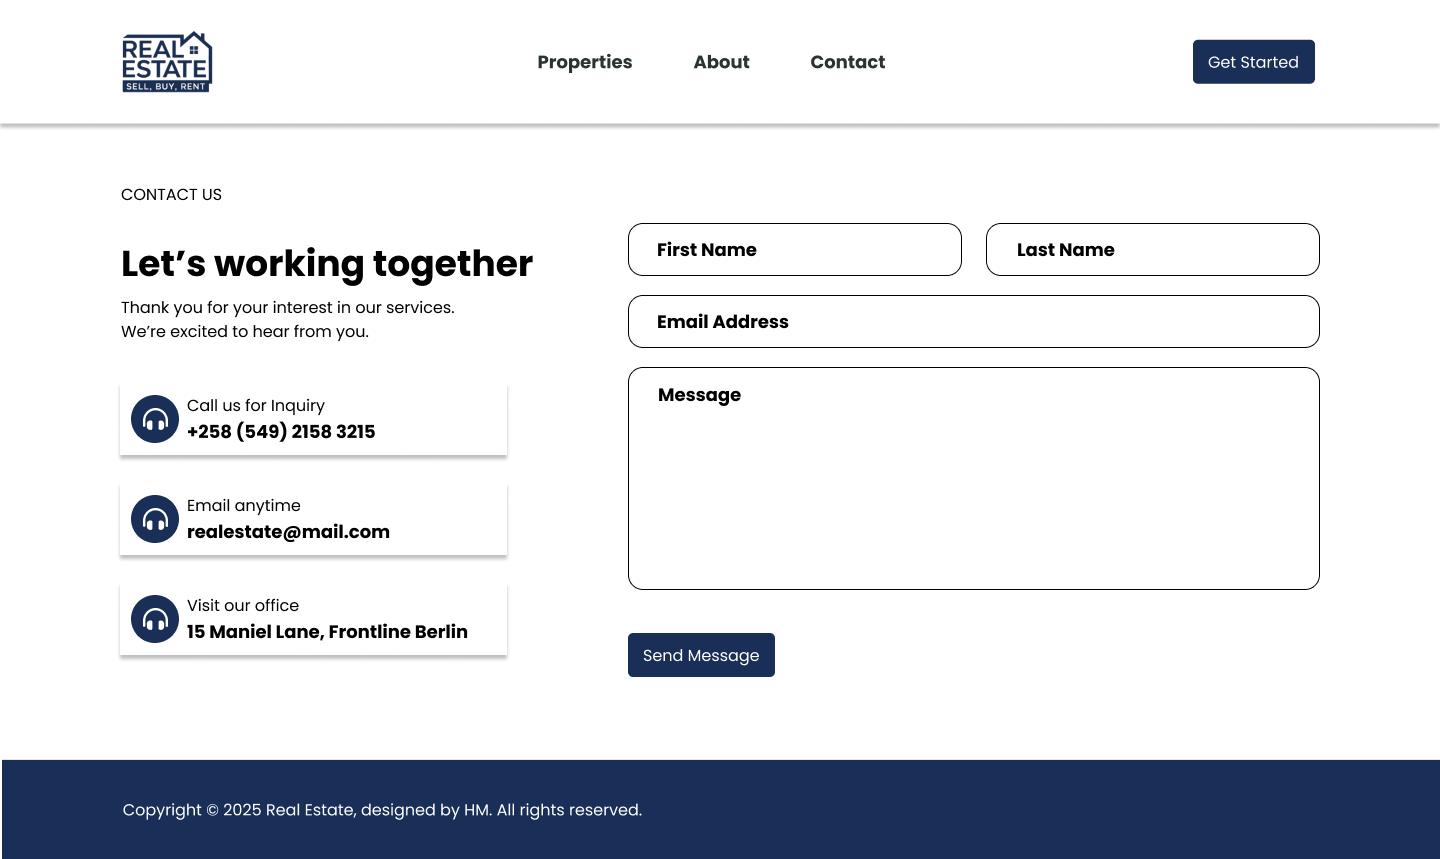 REAL
ESTATE
SELL, BUY, RENT
Properties
About
Contact
Get Started
CONTACT US
Let’s working together
Thank you for your interest in our services.
We’re excited to hear from you.
Call us for Inquiry
+258 (549) 2158 3215
Email anytime
realestate@mail.com
Visit our office
15 Maniel Lane, Frontline Berlin
First Name
Last Name
Email Address
Message
Send Message
Copyright © 2025 Real Estate, designed by HM. All rights reserved.